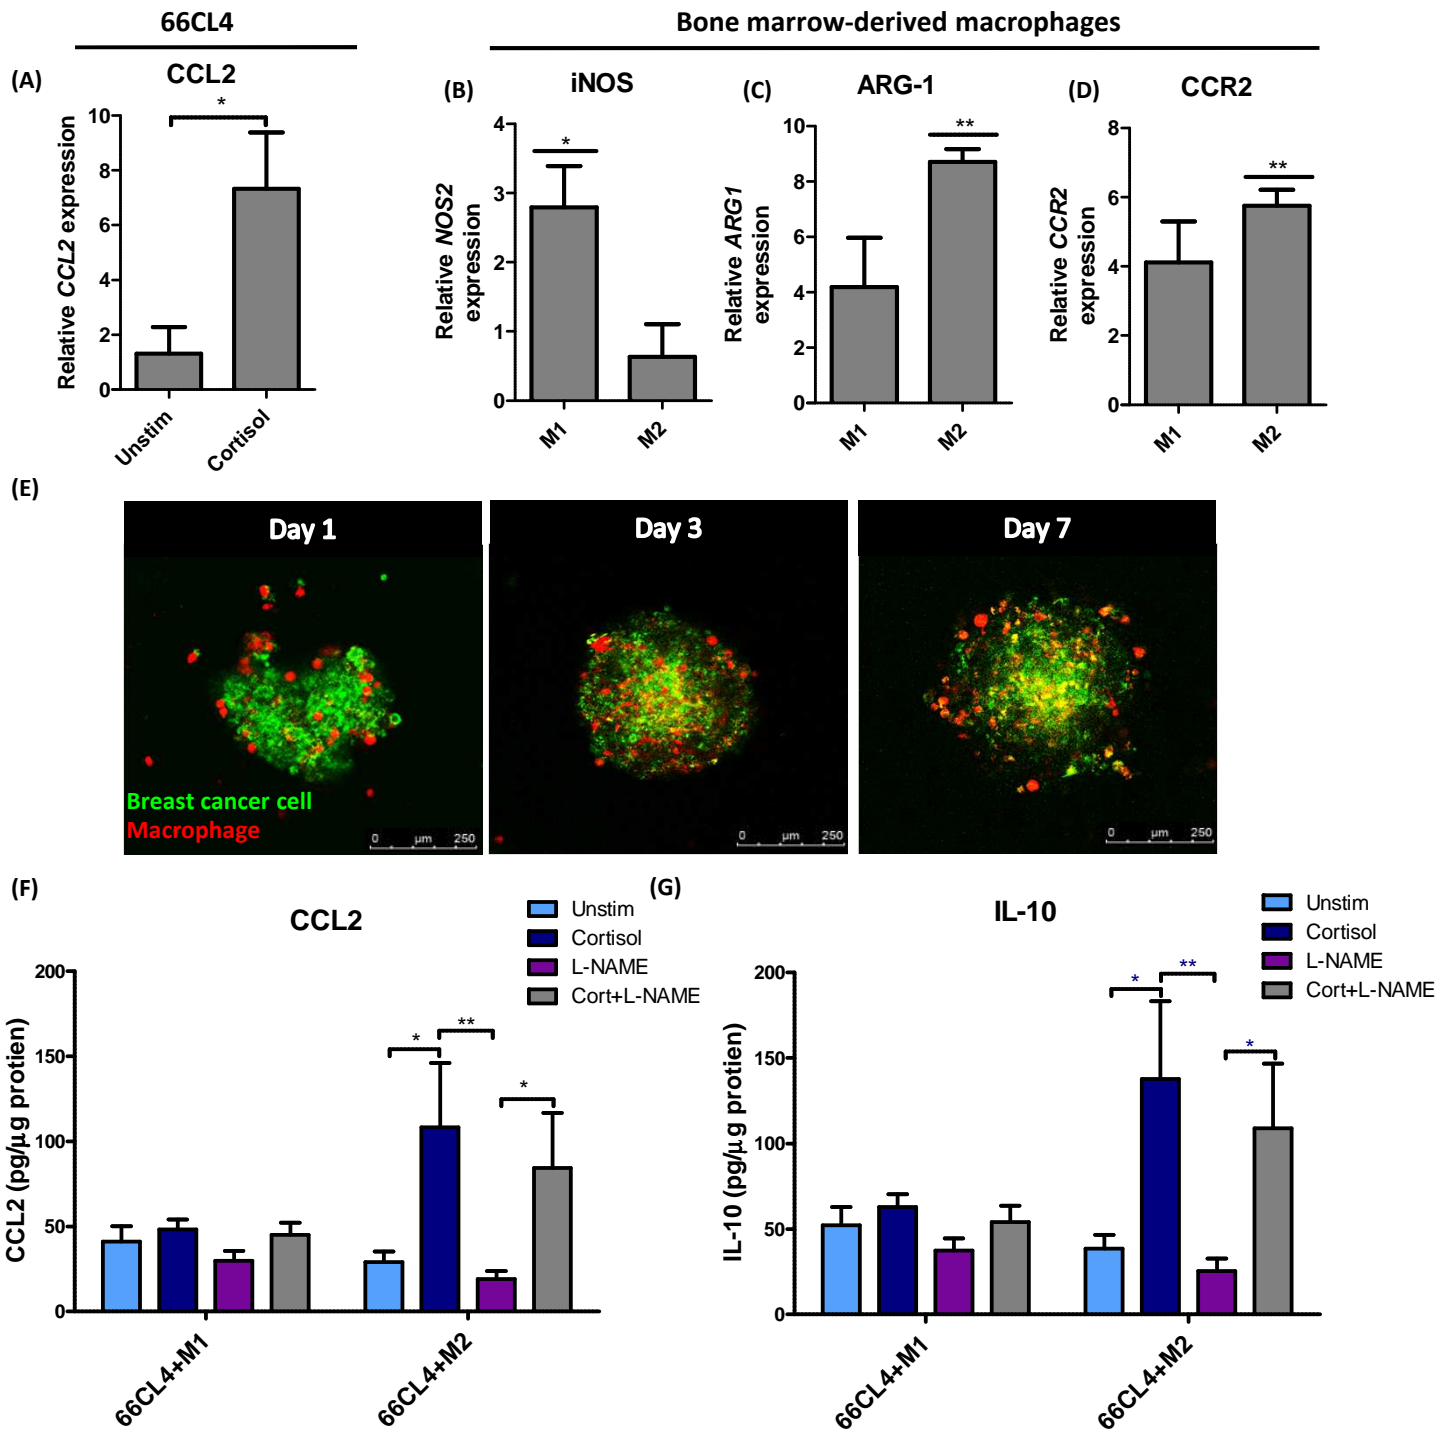 66CL4
Bone marrow-derived macrophages
(A)
CCL2
*
Relative CCL2 expression
10
8
6
4
2
0
Unstim
Cortisol
(B)
iNOS
*
Relative NOS2
expression
4
3
2
1
0
M1
M2
(C)
ARG-1
**
Relative ARG1
expression
10
8
6
4
2
0
M1
M2
(D)
CCR2
**
Relative CCR2
expression
8
6
4
2
0
M1
M2
(E)
Day 1
Day 3
Day 7
Breast cancer cell
Macrophage
0 µm 250
0 µm 250
0 µm 250
(F)
CCL2
Unstim
Cortisol
L-NAME
Cort+L-NAME
CCL2 (pg/µg protien)
200
150
100
50
0
*
**
*
66CL4+M1
66CL4+M2
(G)
IL-10
Unstim
Cortisol
L-NAME
Cort+L-NAME
IL-10 (pg/µg protien)
200
150
100
50
0
*
**
*
66CL4+M1
66CL4+M2